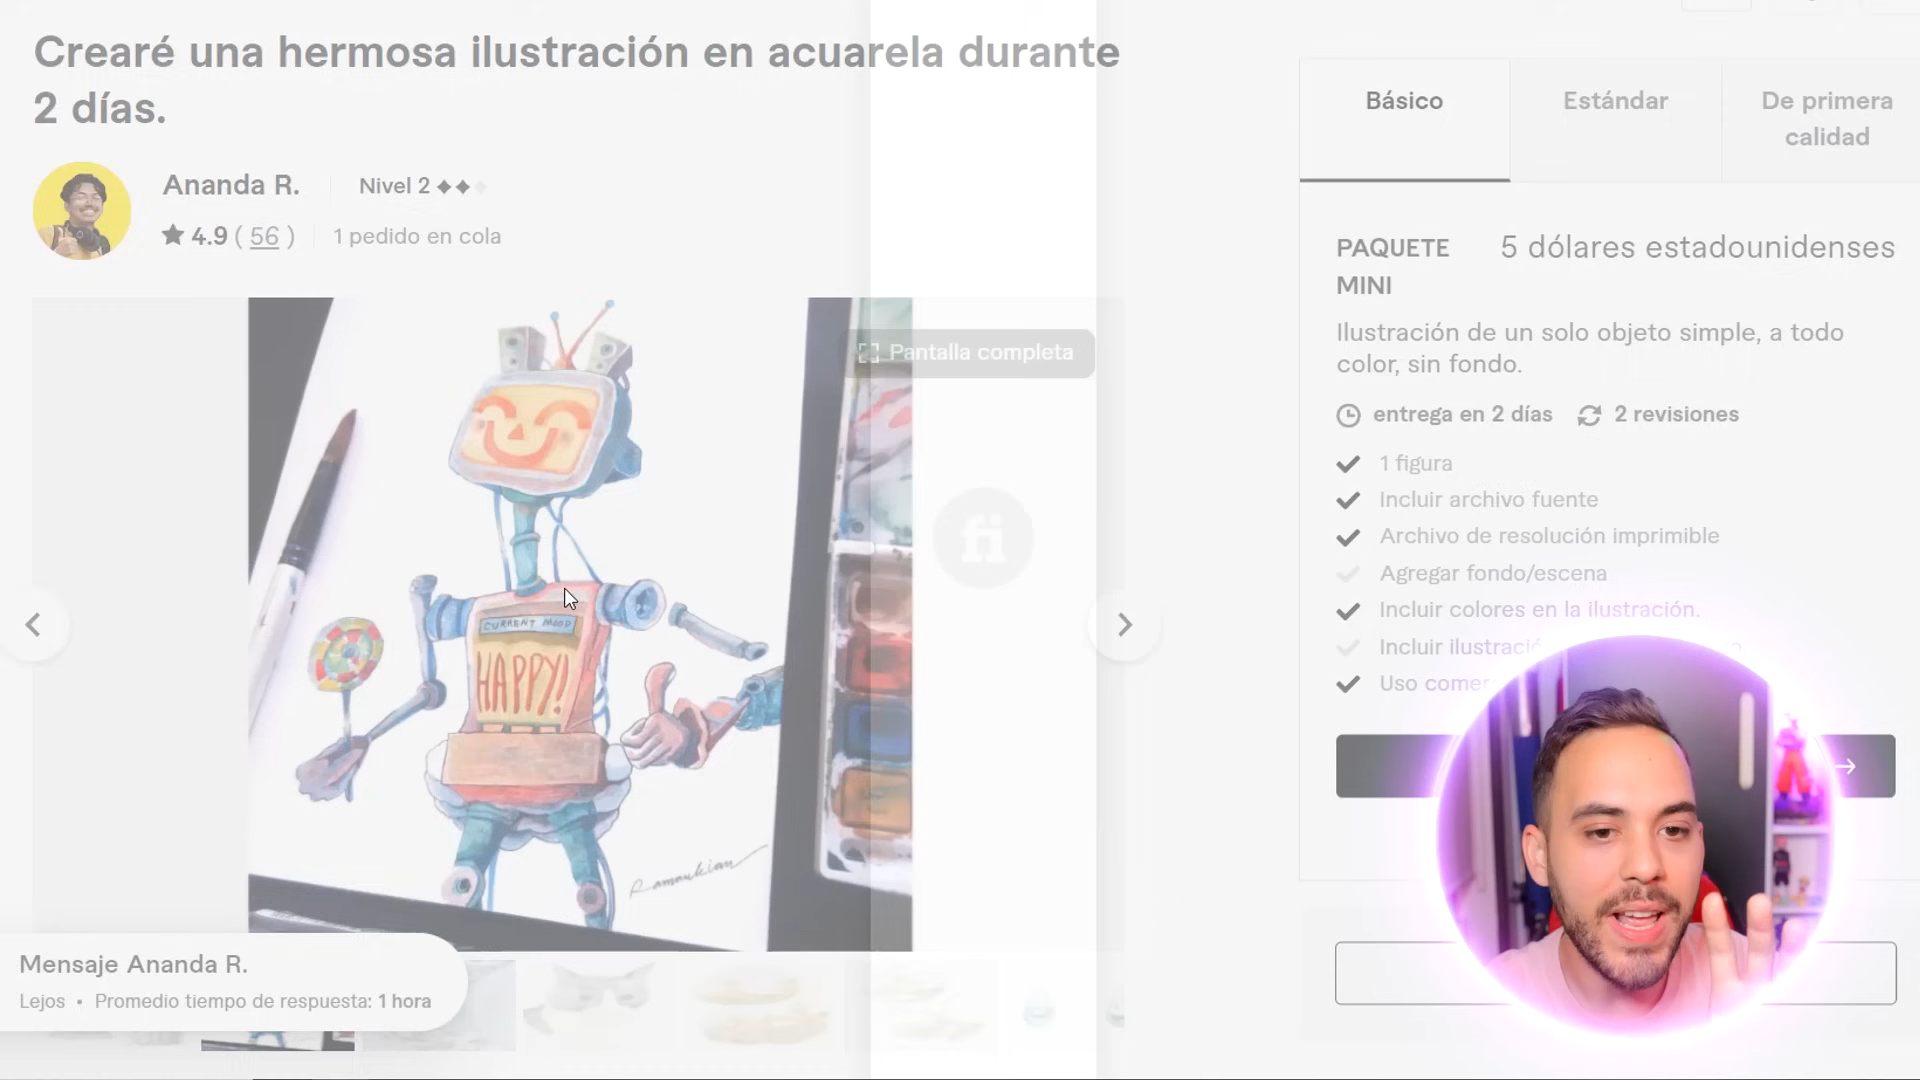 Crearé una hermosa ilustración en acuarela durante
2 días.
Ananda R.
Nivel 2
4.9 ( 56 )
1 pedido en cola
Pantalla completa
fi
CURRENT MOOD
HAPPY!
Mensaje Ananda R.
Lejos • Promedio tiempo de respuesta: 1 hora
Básico
Estándar
De primera
calidad
PAQUETE
MINI
5 dólares estadounidenses
Ilustración de un solo objeto simple, a todo
color, sin fondo.
entrega en 2 días
2 revisiones
1 figura
Incluir archivo fuente
Archivo de resolución imprimible
Agregar fondo/escena
Incluir colores en la ilustración.
Incluir
Uso